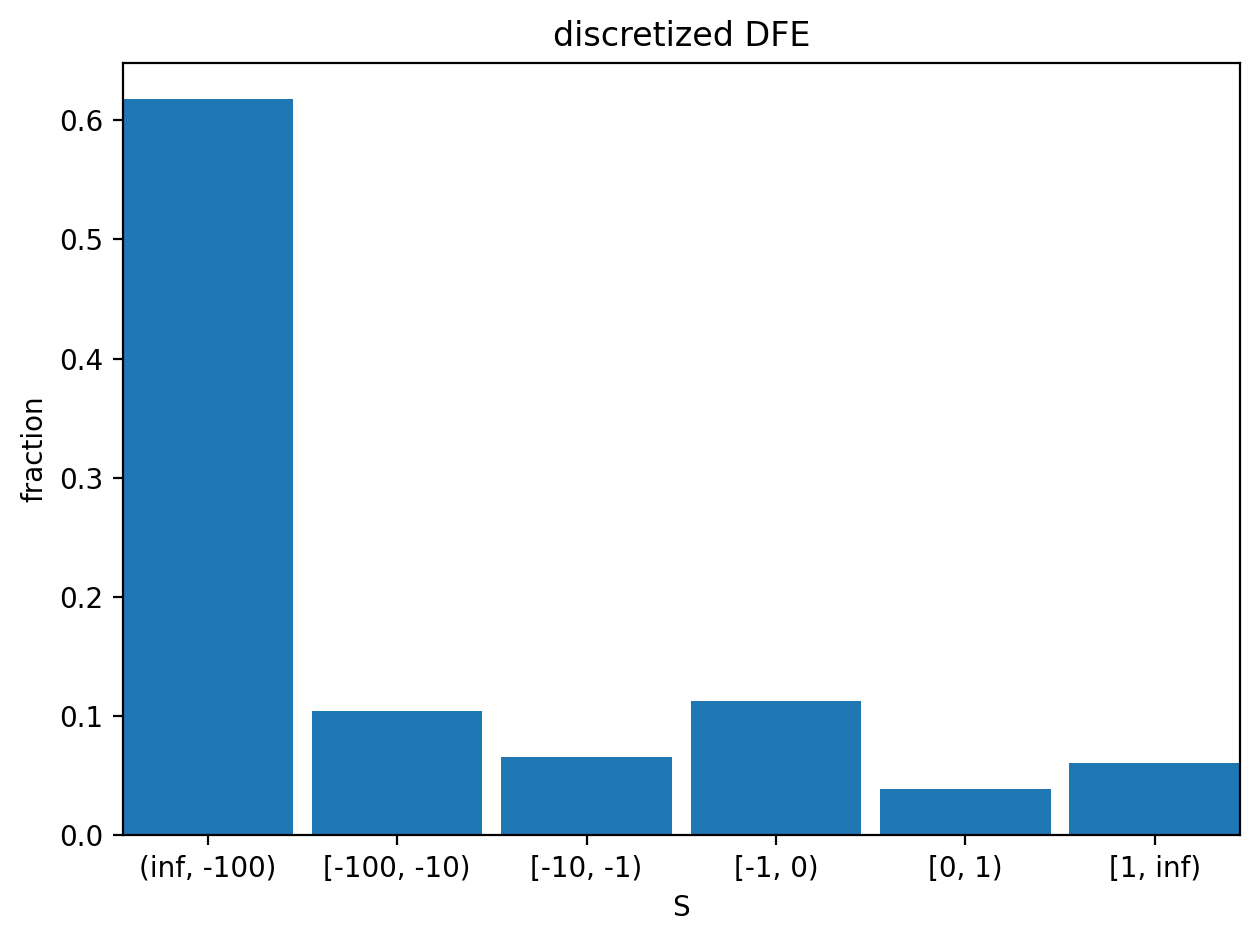 discretized DFE
fraction
0.6
0.5
0.4
0.3
0.2
0.1
0.0
(inf, -100) [-100, -10) [-10, -1) [-1, 0) [0, 1) [1, inf)
S